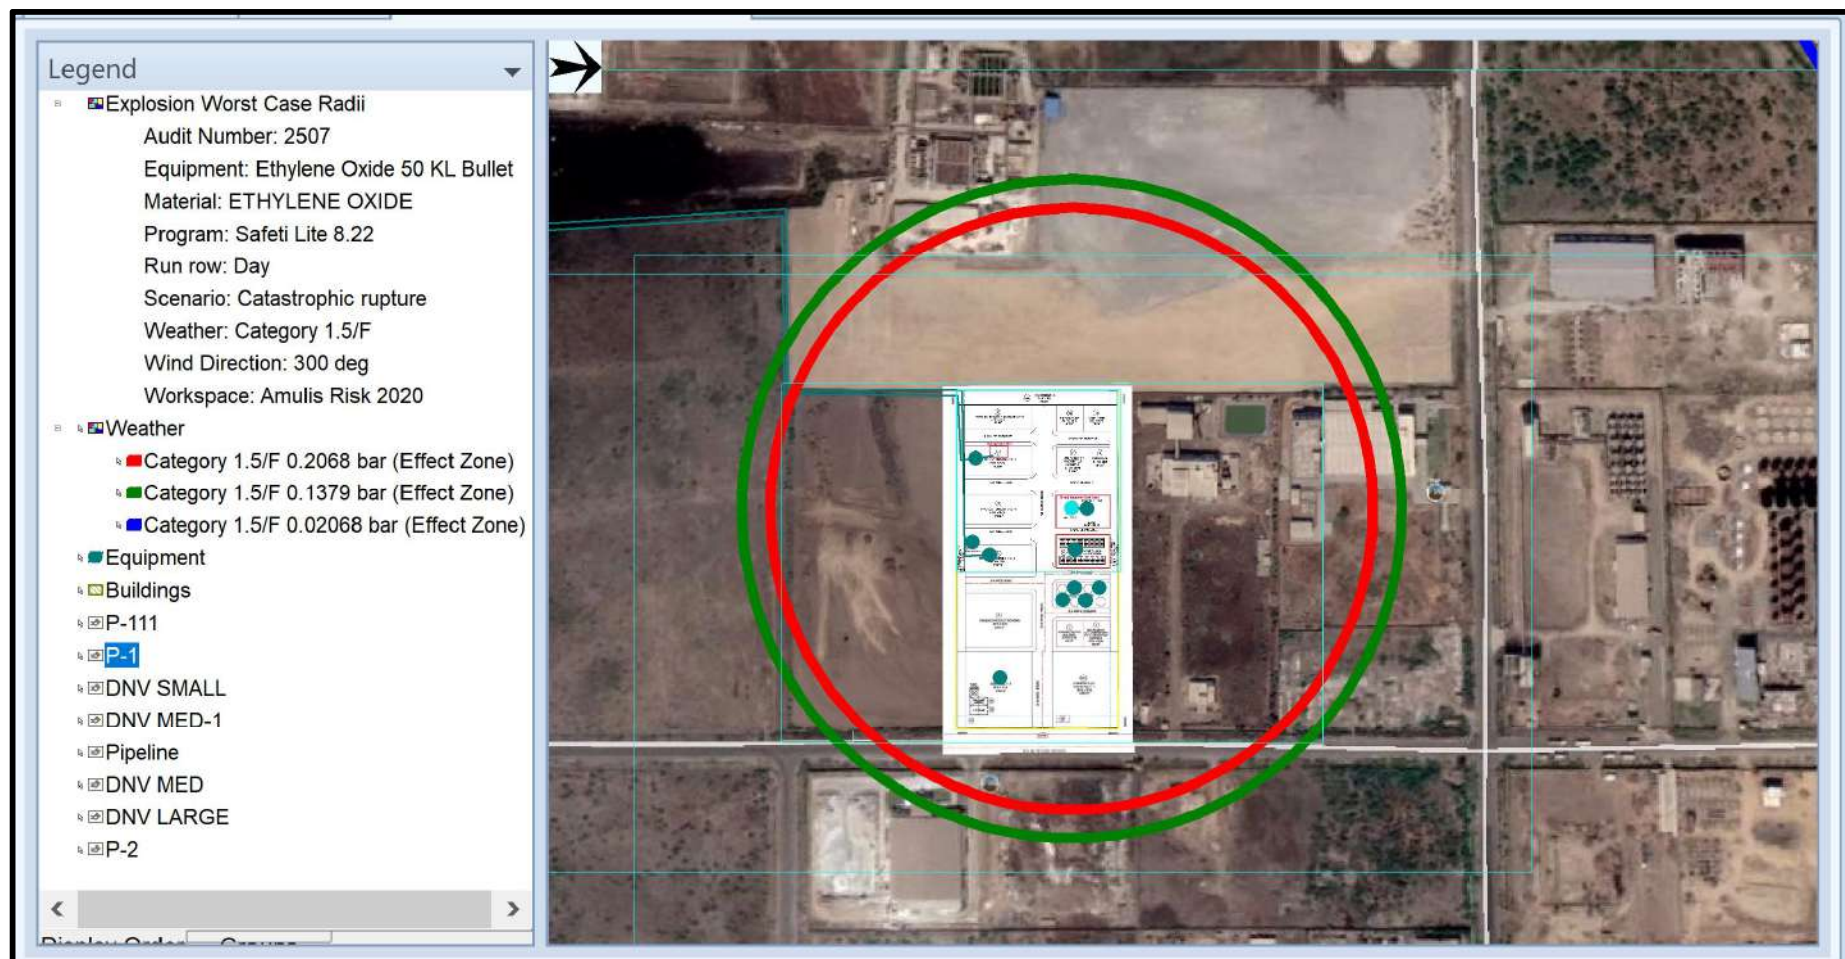 Legend
Explosion Worst Case Radii
Audit Number: 2507
Equipment: Ethylene Oxide 50 KL Bullet
Material: ETHYLENE OXIDE
Program: Safeti Lite 8.22
Run row: Day
Scenario: Catastrophic rupture
Weather: Category 1.5/F
Wind Direction: 300 deg
Workspace: Amulis Risk 2020
Weather
Category 1.5/F 0.2068 bar (Effect Zone)
Category 1.5/F 0.1379 bar (Effect Zone)
Category 1.5/F 0.02068 bar (Effect Zone)
Equipment
Buildings
P-111
P-1
DNV SMALL
DNV MED-1
Pipeline
DNV MED
DNV LARGE
P-2
Display Order Groups